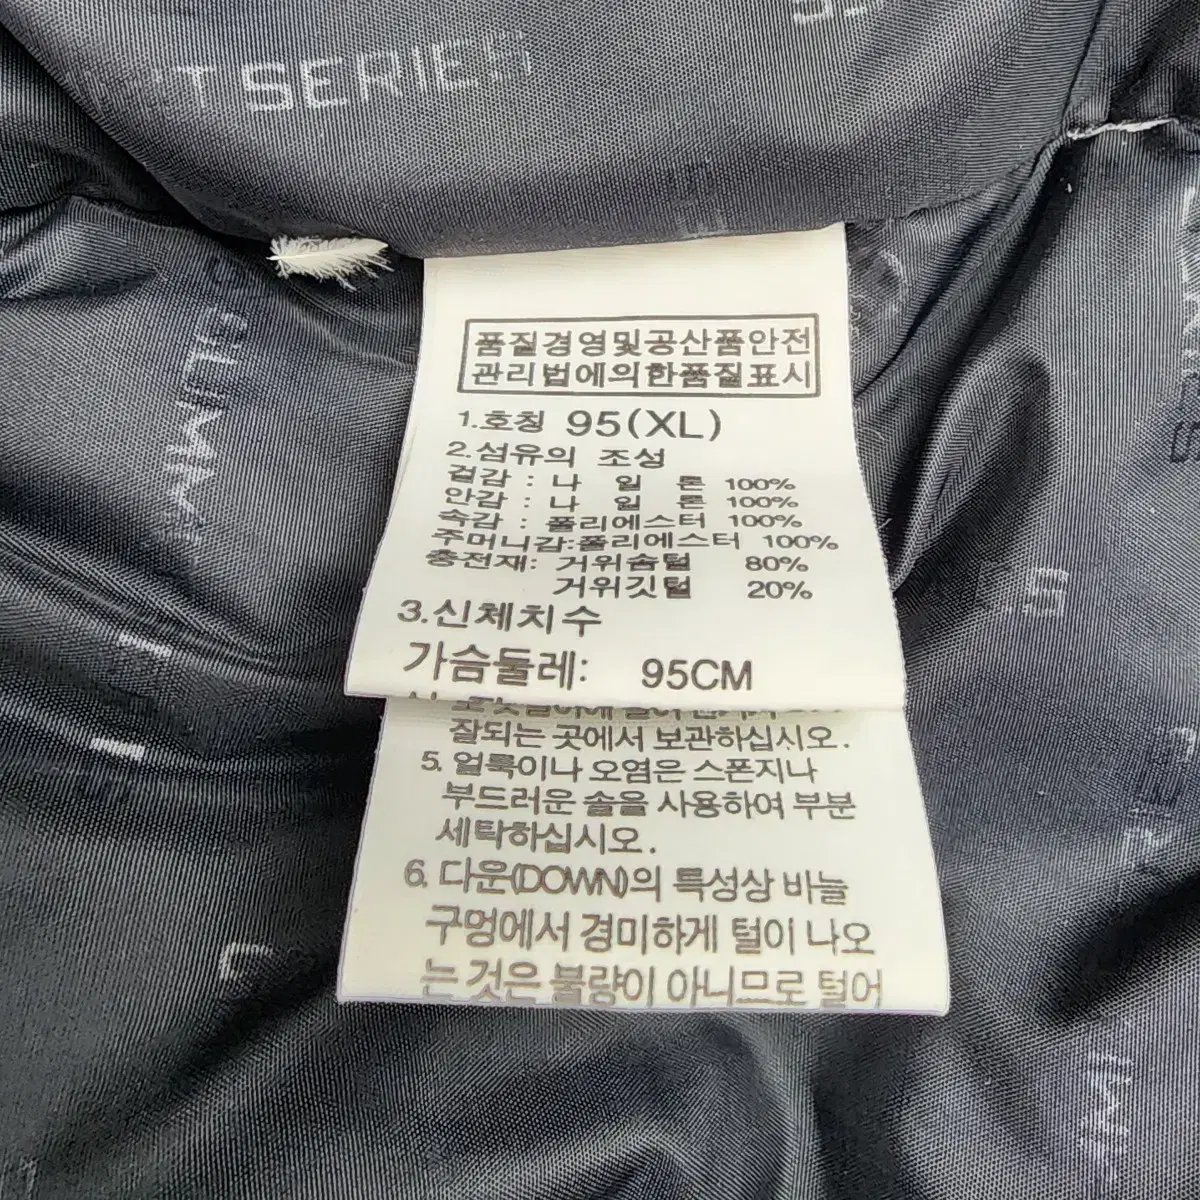 T SERIES
품질경영및공산품안전
관리법에의한품질표시
1.호칭 95(XL)
2.섬유의 조성
겉감 : 나 일 론 100%
안감 : 나 일 론 100%
속감 : 폴리에스터 100%
주머니감:폴리에스터 100%
충전재: 거위솜털 80%
거위깃털 20%
3.신체치수
가슴둘레: 95CM
잘되는 곳에서 보관하십시오.
5. 얼룩이나 오염은 스폰지나
부드러운 솔을 사용하여 부분
세탁하십시오.
6. 다운(DOWN)의 특성상 바늘
구멍에서 경미하게 털이 나오
는 것은 불량이 아니므로 털어